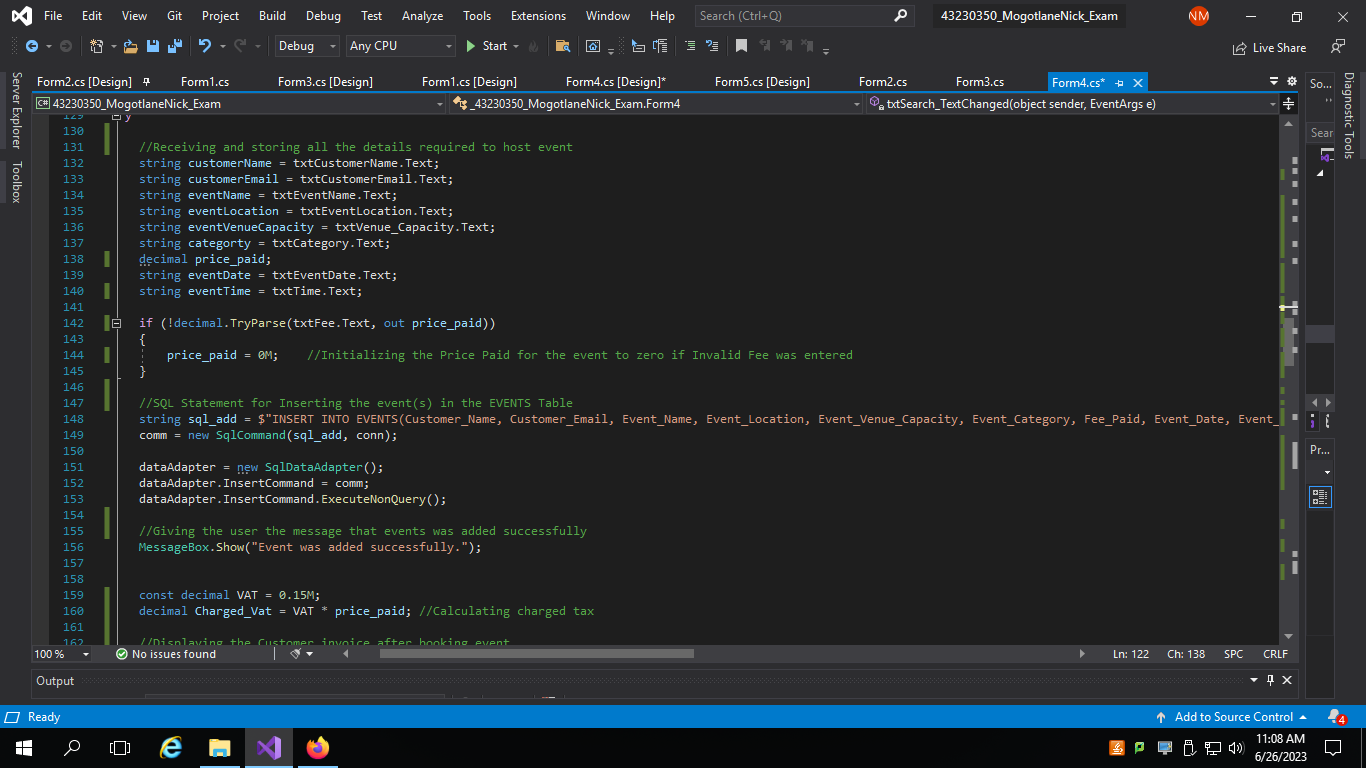 File Edit View Git Project Build Debug Test Analyze Tools Extensions Window Help Search (Ctrl+Q) 43230350_MogotlaneNick_Exam NM
Debug Any CPU Start Live Share
Form2.cs [Design] Form1.cs Form3.cs [Design] Form1.cs [Design] Form4.cs [Design]* Form5.cs [Design] Form2.cs Form3.cs Form4.cs*
C# 43230350_MogotlaneNick_Exam _43230350_MogotlaneNick_Exam.Form4 txtSearch_TextChanged(object sender, EventArgs e)
Server Explorer
Toolbox
129 }
130
131 //Receiving and storing all the details required to host event
132 string customerName = txtCustomerName.Text;
133 string customerEmail = txtCustomerEmail.Text;
134 string eventName = txtEventName.Text;
135 string eventLocation = txtEventLocation.Text;
136 string eventVenueCapacity = txtVenue_Capacity.Text;
137 string categorty = txtCategory.Text;
138 decimal price_paid;
139 string eventDate = txtEventDate.Text;
140 string eventTime = txtTime.Text;
141
142 if (!decimal.TryParse(txtFee.Text, out price_paid))
143 {
144 price_paid = 0M; //Initializing the Price Paid for the event to zero if Invalid Fee was entered
145 }
146
147 //SQL Statement for Inserting the event(s) in the EVENTS Table
148 string sql_add = $"INSERT INTO EVENTS(Customer_Name, Customer_Email, Event_Name, Event_Location, Event_Venue_Capacity, Event_Category, Fee_Paid, Event_Date, Event_
149 comm = new SqlCommand(sql_add, conn);
150
151 dataAdapter = new SqlDataAdapter();
152 dataAdapter.InsertCommand = comm;
153 dataAdapter.InsertCommand.ExecuteNonQuery();
154
155 //Giving the user the message that events was added successfully
156 MessageBox.Show("Event was added successfully.");
157
158
159 const decimal VAT = 0.15M;
160 decimal Charged_Vat = VAT * price_paid; //Calculating charged tax
161
162 //Displaying the Customer invoice after booking event
So...
Sear
Pr...
Diagnostic Tools
100 % No issues found Ln: 122 Ch: 138 SPC CRLF
Output
Ready Add to Source Control 4
11:08 AM
6/26/2023